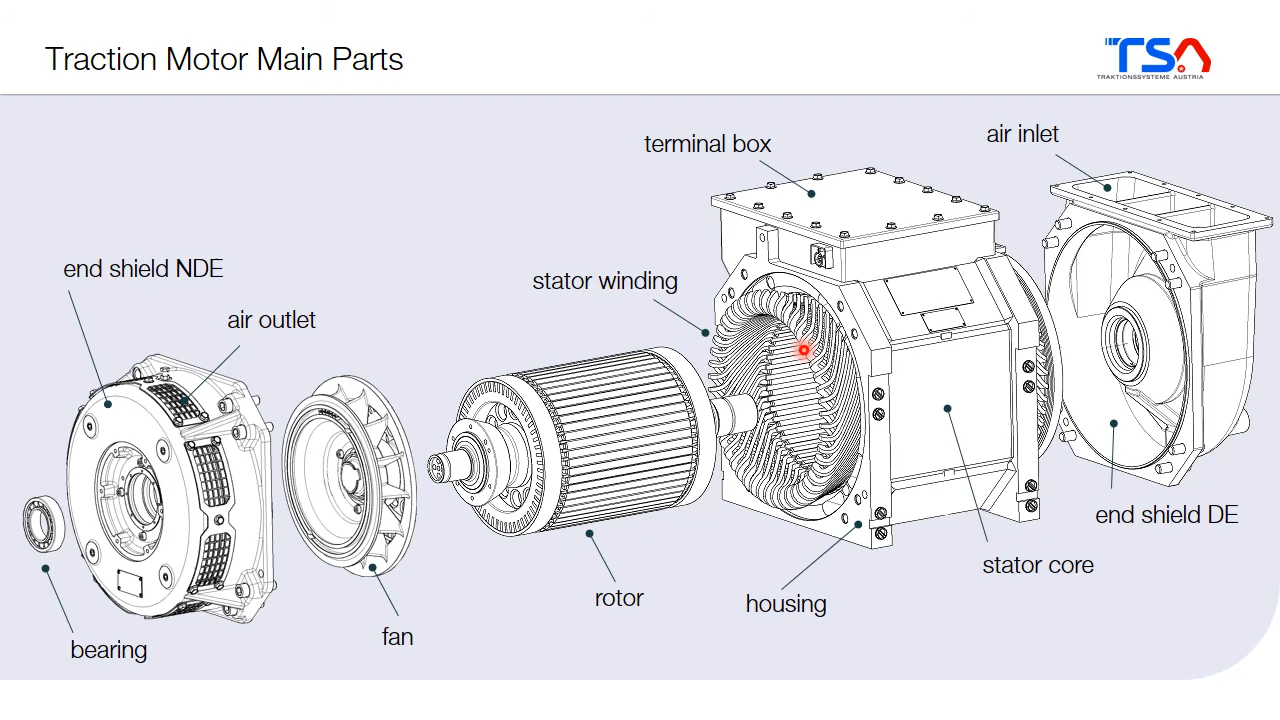 Traction Motor Main Parts
TSA
TRAKTIONSSYSTEME AUSTRIA
terminal box
air inlet
end shield NDE
stator winding
air outlet
end shield DE
stator core
rotor
housing
fan
bearing